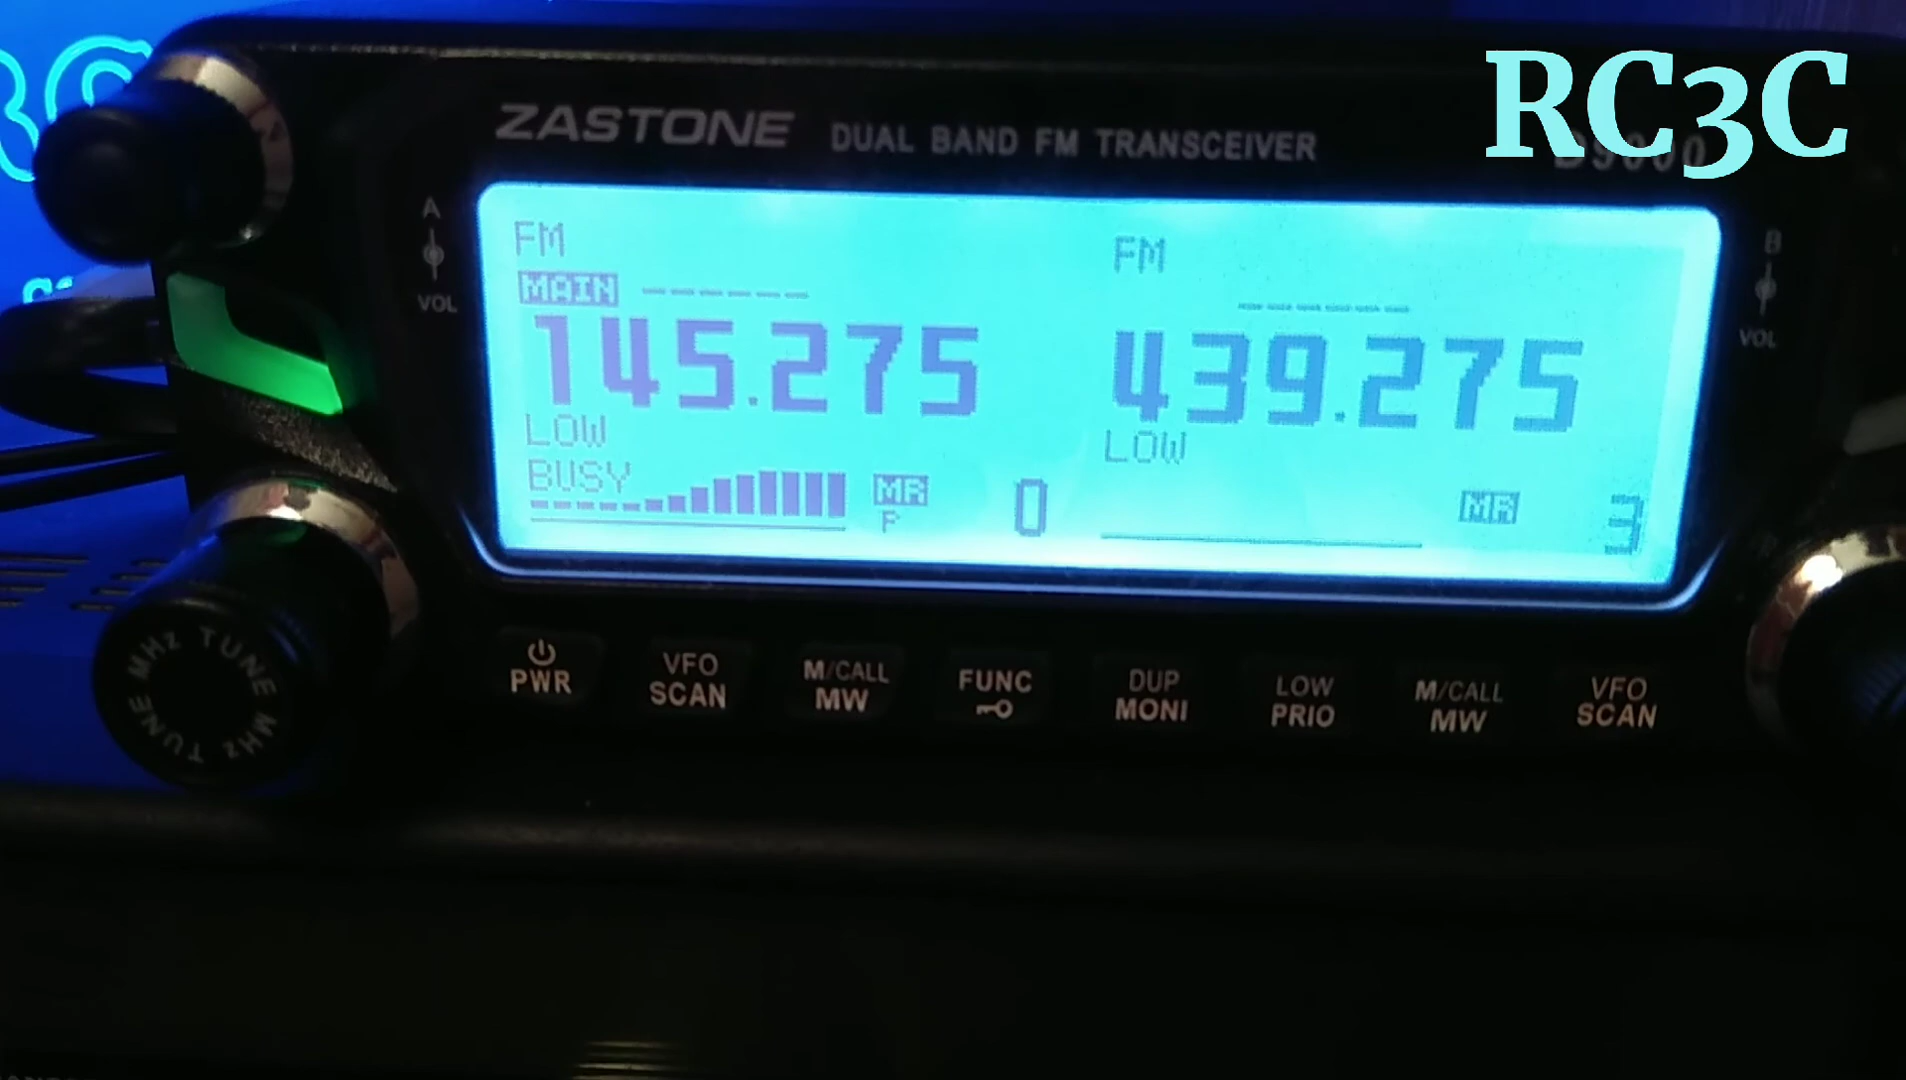 RC3C
ZASTONE DUAL BAND FM TRANSCEIVER D9000
A
VOL
B
VOL
FM
MAIN ------
145.275
LOW
BUSY
MR
P
0
FM
------
439.275
LOW
MR
3
PWR
VFO
SCAN
M/CALL
MW
FUNC
DUP
MONI
LOW
PRIO
M/CALL
MW
VFO
SCAN
TUNE MHz TUNE MHz